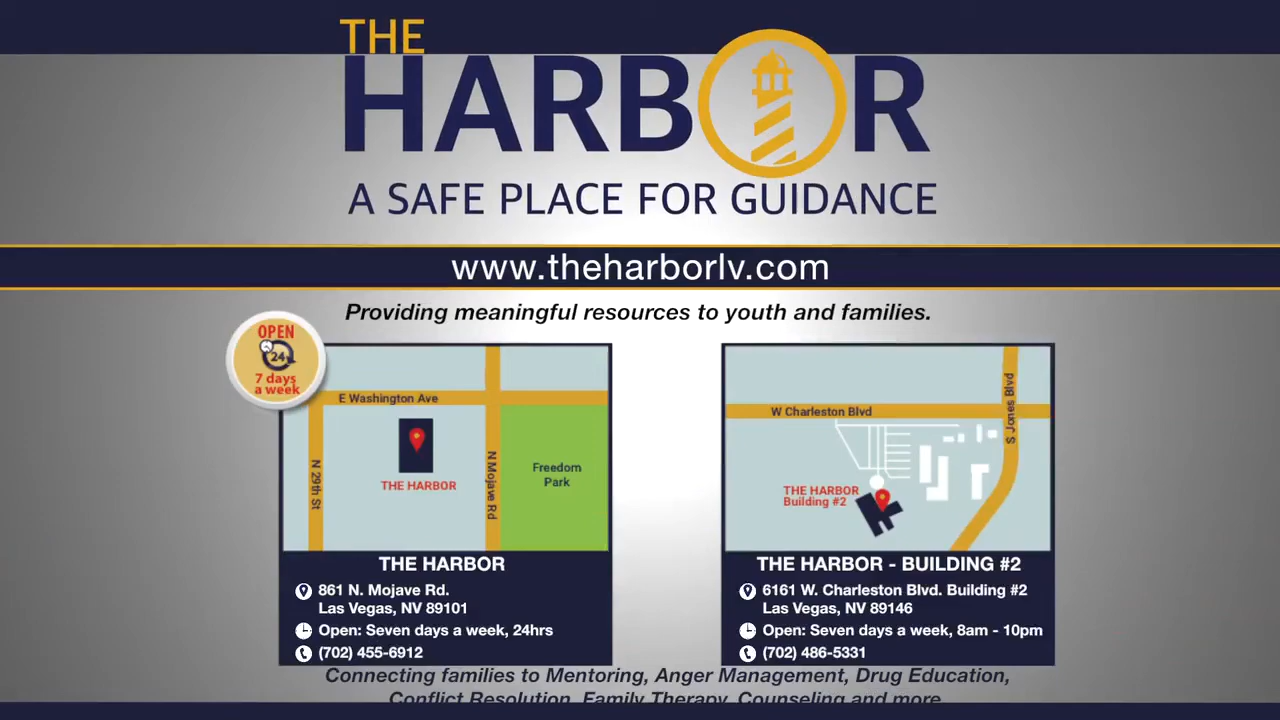 THE
HARBOR
A SAFE PLACE FOR GUIDANCE
www.theharborlv.com
Providing meaningful resources to youth and families.
OPEN
24
7 days
a week
E Washington Ave
N 29th St
N Mojave Rd
THE HARBOR
Freedom
Park
THE HARBOR
861 N. Mojave Rd.
Las Vegas, NV 89101
Open: Seven days a week, 24hrs
(702) 455-6912
W Charleston Blvd
S Jones Blvd
THE HARBOR
Building #2
THE HARBOR - BUILDING #2
6161 W. Charleston Blvd. Building #2
Las Vegas, NV 89146
Open: Seven days a week, 8am - 10pm
(702) 486-5331
Connecting families to Mentoring, Anger Management, Drug Education,
Conflict Resolution, Family Therapy, Counseling and more